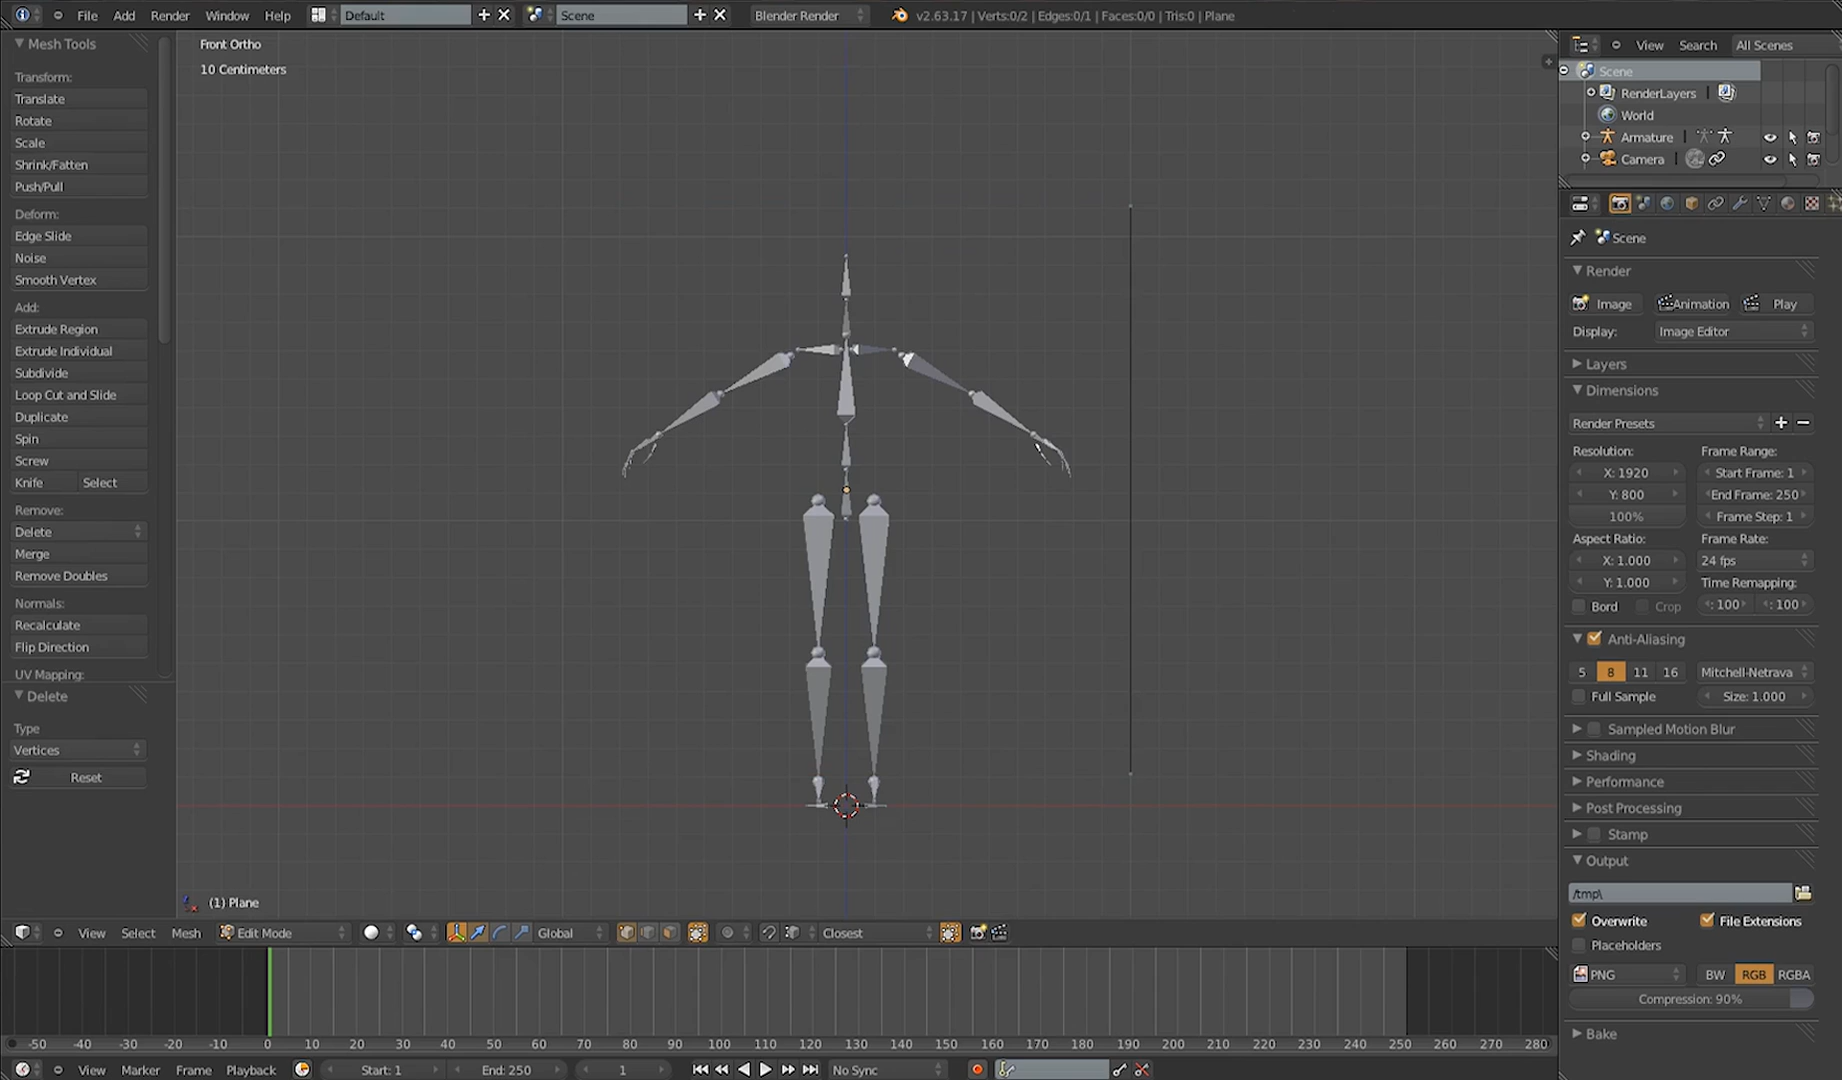 File Add Render Window Help Default Scene Blender Render v2.63.17 | Verts:0/2 | Edges:0/1 | Faces:0/0 | Tris:0 | Plane
Mesh Tools
Transform:
Translate
Rotate
Scale
Shrink/Fatten
Push/Pull
Deform:
Edge Slide
Noise
Smooth Vertex
Add:
Extrude Region
Extrude Individual
Subdivide
Loop Cut and Slide
Duplicate
Spin
Screw
Knife Select
Remove:
Delete
Merge
Remove Doubles
Normals:
Recalculate
Flip Direction
UV Mapping:
Delete
Type
Vertices
Reset
Front Ortho
10 Centimeters
(1) Plane
View Select Mesh Edit Mode Global Closest
-50 -40 -30 -20 -10 0 10 20 30 40 50 60 70 80 90 100 110 120 130 140 150 160 170 180 190 200 210 220 230 240 250 260 270 280
View Marker Frame Playback Start: 1 End: 250 1 No Sync
View Search All Scenes
Scene
RenderLayers
World
Armature
Camera
Scene
Render
Image Animation Play
Display: Image Editor
Layers
Dimensions
Render Presets
Resolution: Frame Range:
X: 1920 Start Frame: 1
Y: 800 End Frame: 250
100% Frame Step: 1
Aspect Ratio: Frame Rate:
X: 1.000 24 fps
Y: 1.000 Time Remapping:
Bord Crop : 100 : 100
Anti-Aliasing
5 8 11 16 Mitchell-Netrava
Full Sample Size: 1.000
Sampled Motion Blur
Shading
Performance
Post Processing
Stamp
Output
/tmp\
Overwrite File Extensions
Placeholders
PNG BW RGB RGBA
Compression: 90%
Bake